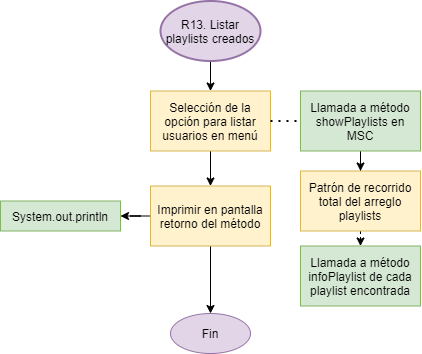 R13. Listar
playlists creados
Selección de la
opción para listar
usuarios en menú
Llamada a método
showPlaylists en
MSC
Patrón de recorrido
total del arreglo
playlists
System.out.println
Imprimir en pantalla
retorno del método
Llamada a método
infoPlaylist de cada
playlist encontrada
Fin